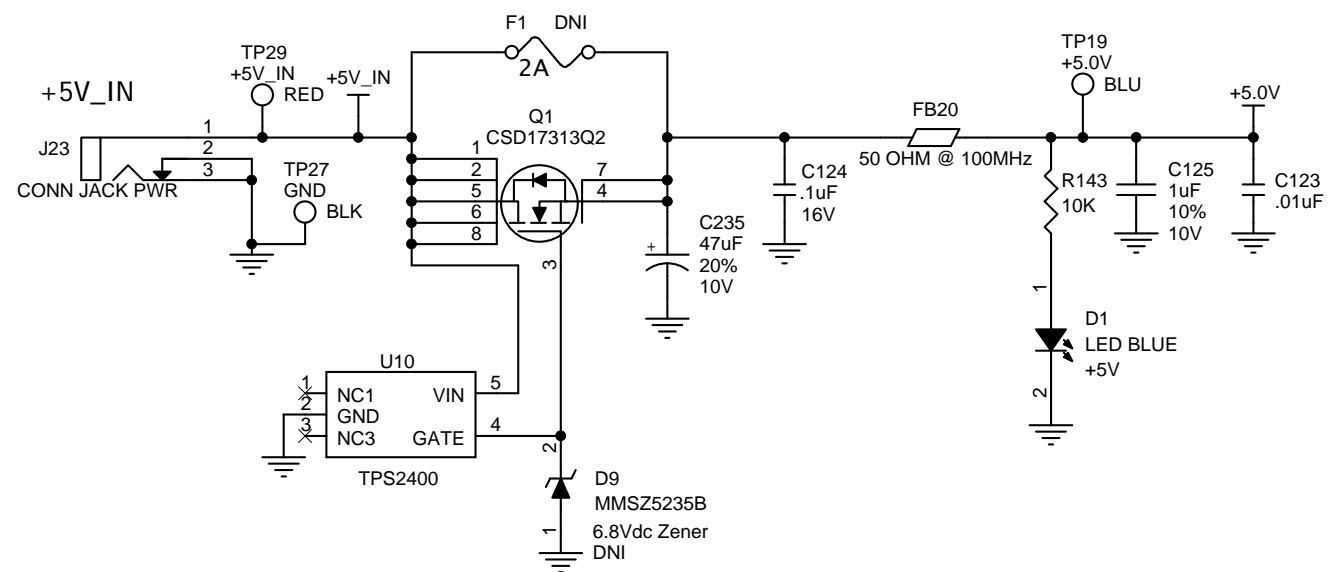 F1 DNI
2A
TP29
+5V_IN
RED
+5V_IN
+5V_IN
J23
1
2
3
CONN JACK PWR
TP27
GND
BLK
Q1
CSD17313Q2
1
2
5
6
8
7
4
3
C235
47uF
20%
10V
+
C124
.1uF
16V
FB20
50 OHM @ 100MHz
TP19
+5.0V
BLU
+5.0V
R143
10K
C125
1uF
10%
10V
C123
.01uF
1
D1
LED BLUE
+5V
2
U10
1
2
3
NC1
GND
NC3
VIN
GATE
5
4
TPS2400
2
D9
MMSZ5235B
1
6.8Vdc Zener
DNI